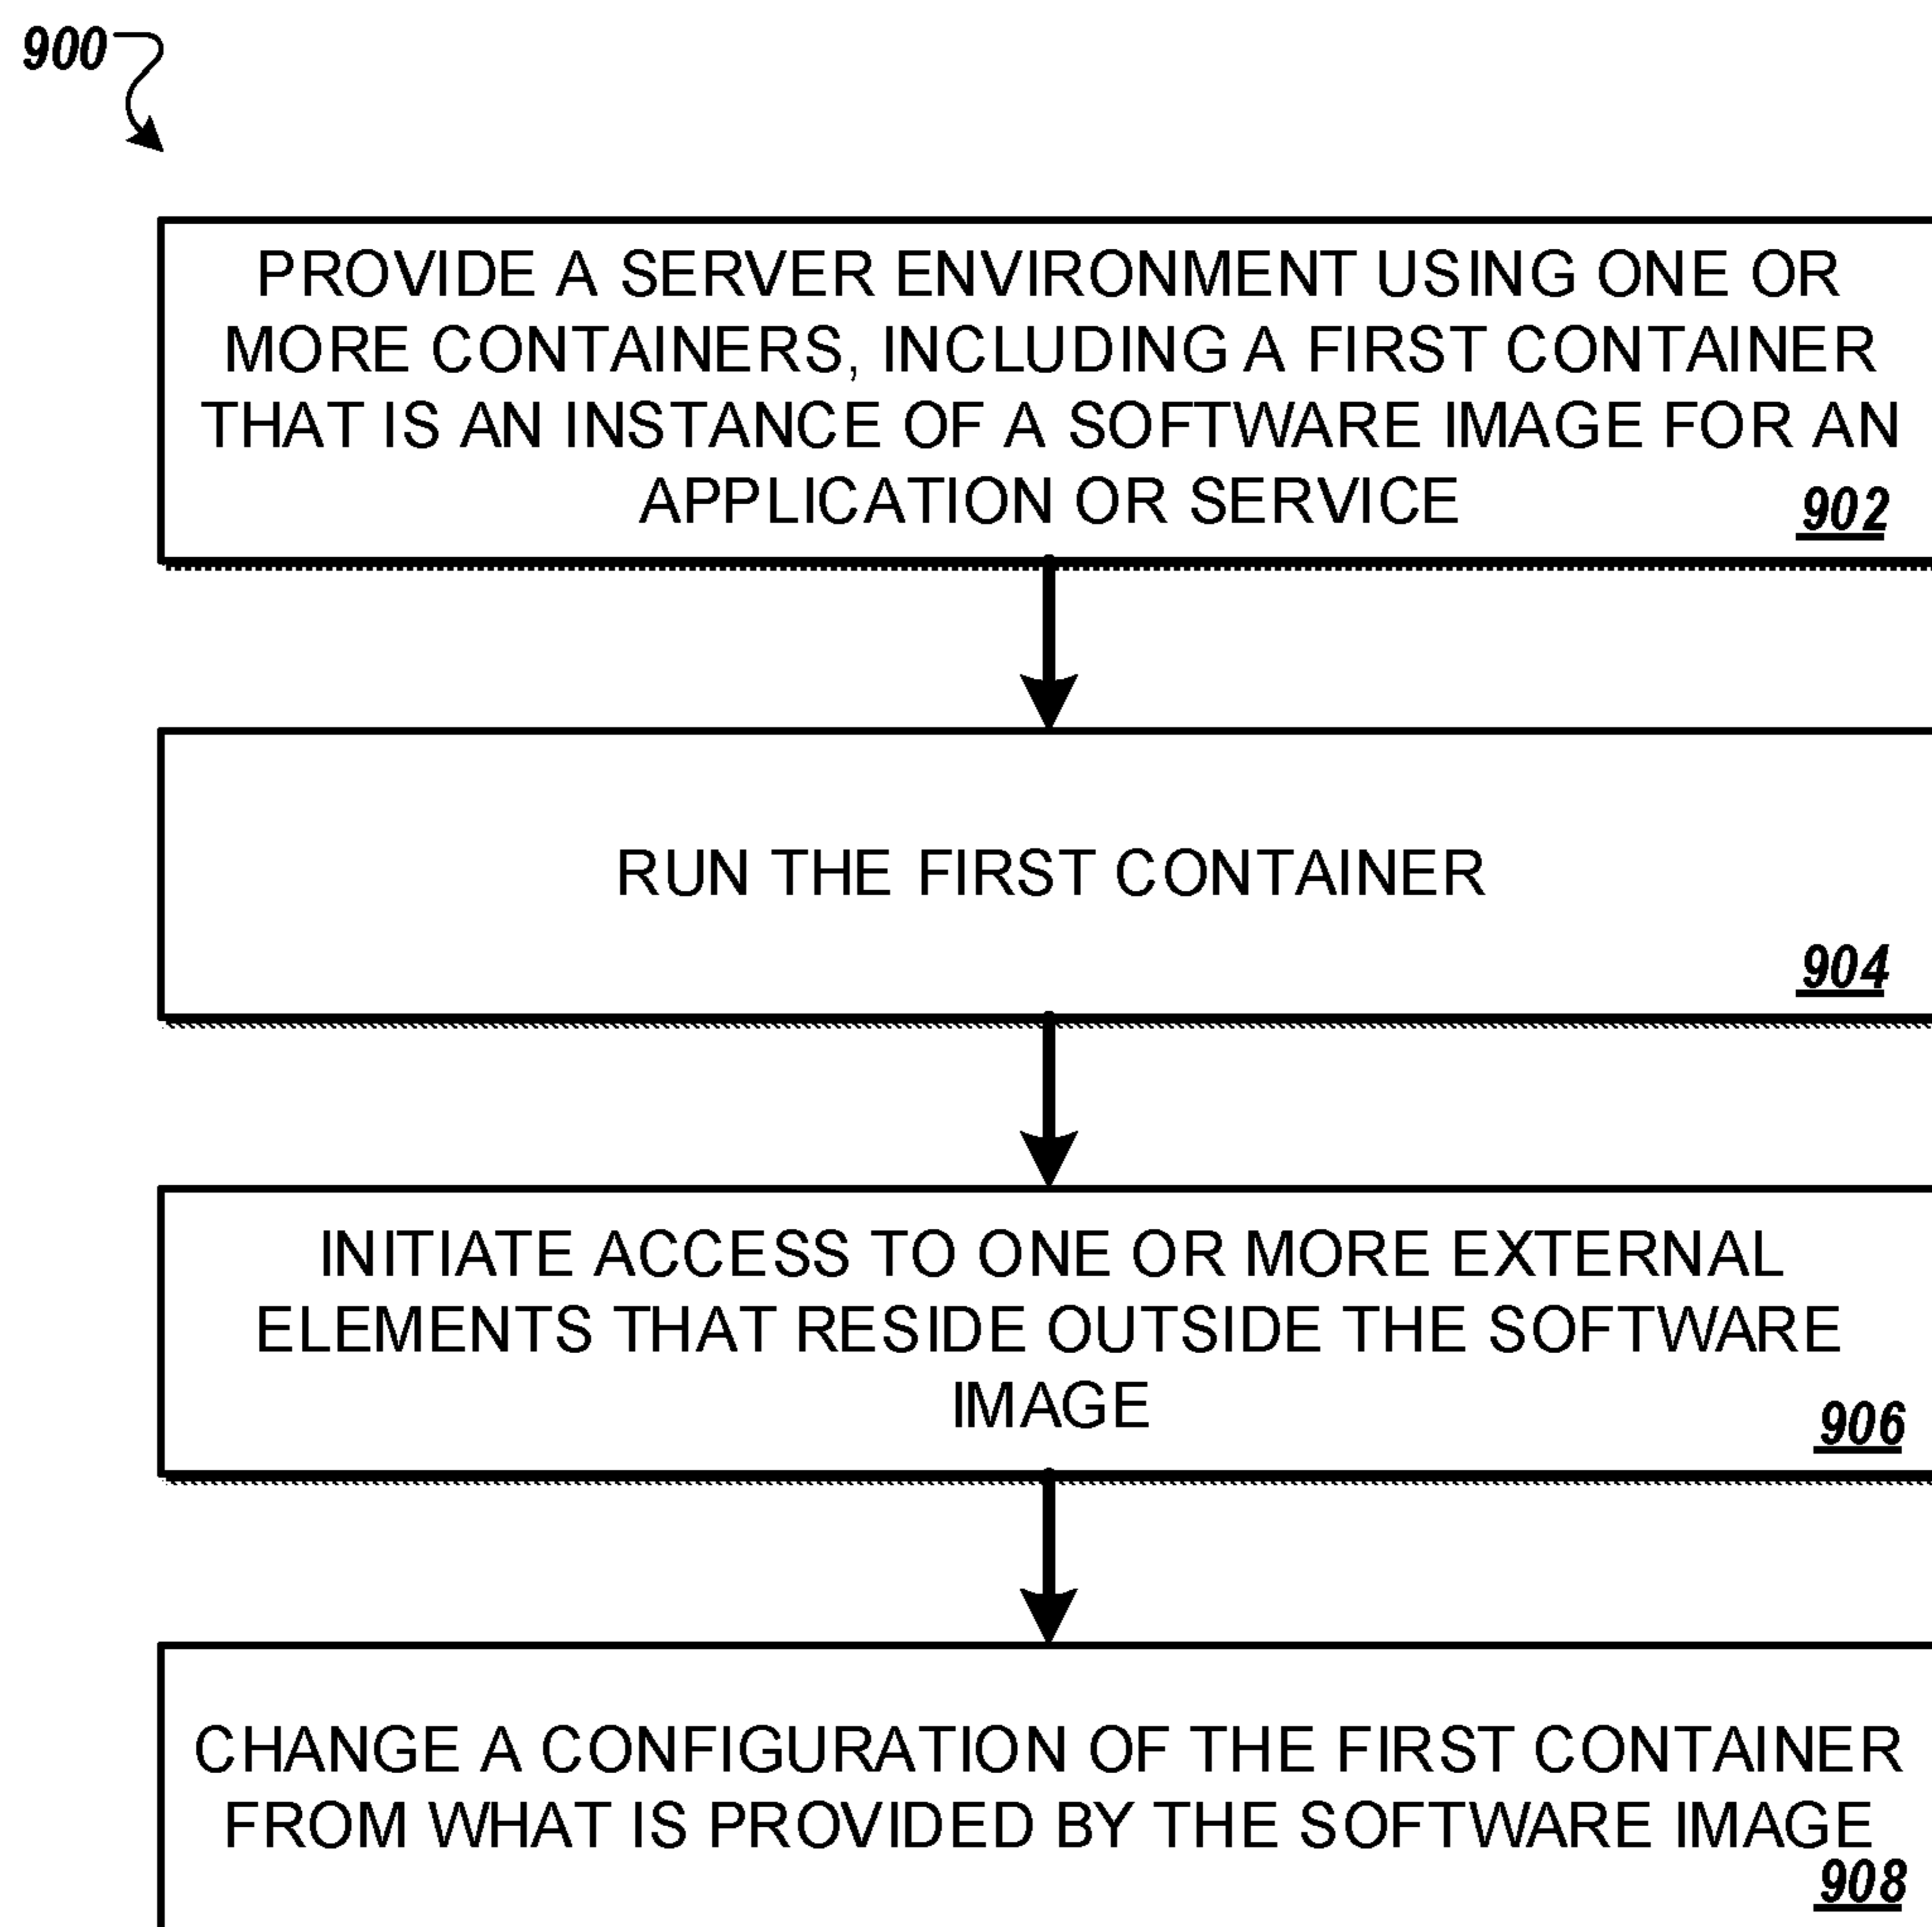 900
PROVIDE A SERVER ENVIRONMENT USING ONE OR
MORE CONTAINERS, INCLUDING A FIRST CONTAINER
THAT IS AN INSTANCE OF A SOFTWARE IMAGE FOR AN
APPLICATION OR SERVICE
902
RUN THE FIRST CONTAINER
904
INITIATE ACCESS TO ONE OR MORE EXTERNAL
ELEMENTS THAT RESIDE OUTSIDE THE SOFTWARE
IMAGE
906
CHANGE A CONFIGURATION OF THE FIRST CONTAINER
FROM WHAT IS PROVIDED BY THE SOFTWARE IMAGE
908